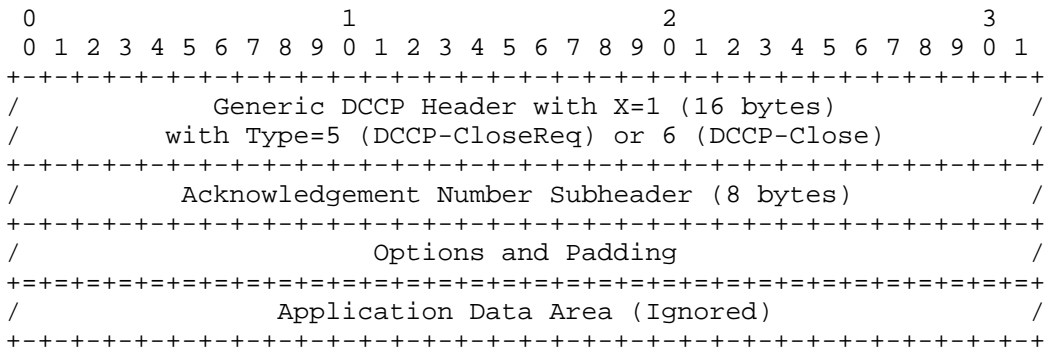 0                   1                   2                   3
 0 1 2 3 4 5 6 7 8 9 0 1 2 3 4 5 6 7 8 9 0 1 2 3 4 5 6 7 8 9 0 1
+-+-+-+-+-+-+-+-+-+-+-+-+-+-+-+-+-+-+-+-+-+-+-+-+-+-+-+-+-+-+-+-+
/            Generic DCCP Header with X=1 (16 bytes)            /
/         with Type=5 (DCCP-CloseReq) or 6 (DCCP-Close)         /
+-+-+-+-+-+-+-+-+-+-+-+-+-+-+-+-+-+-+-+-+-+-+-+-+-+-+-+-+-+-+-+-+
/          Acknowledgement Number Subheader (8 bytes)           /
+-+-+-+-+-+-+-+-+-+-+-+-+-+-+-+-+-+-+-+-+-+-+-+-+-+-+-+-+-+-+-+-+
/                      Options and Padding                      /
+=+=+=+=+=+=+=+=+=+=+=+=+=+=+=+=+=+=+=+=+=+=+=+=+=+=+=+=+=+=+=+=+
/                Application Data Area (Ignored)                /
+-+-+-+-+-+-+-+-+-+-+-+-+-+-+-+-+-+-+-+-+-+-+-+-+-+-+-+-+-+-+-+-+